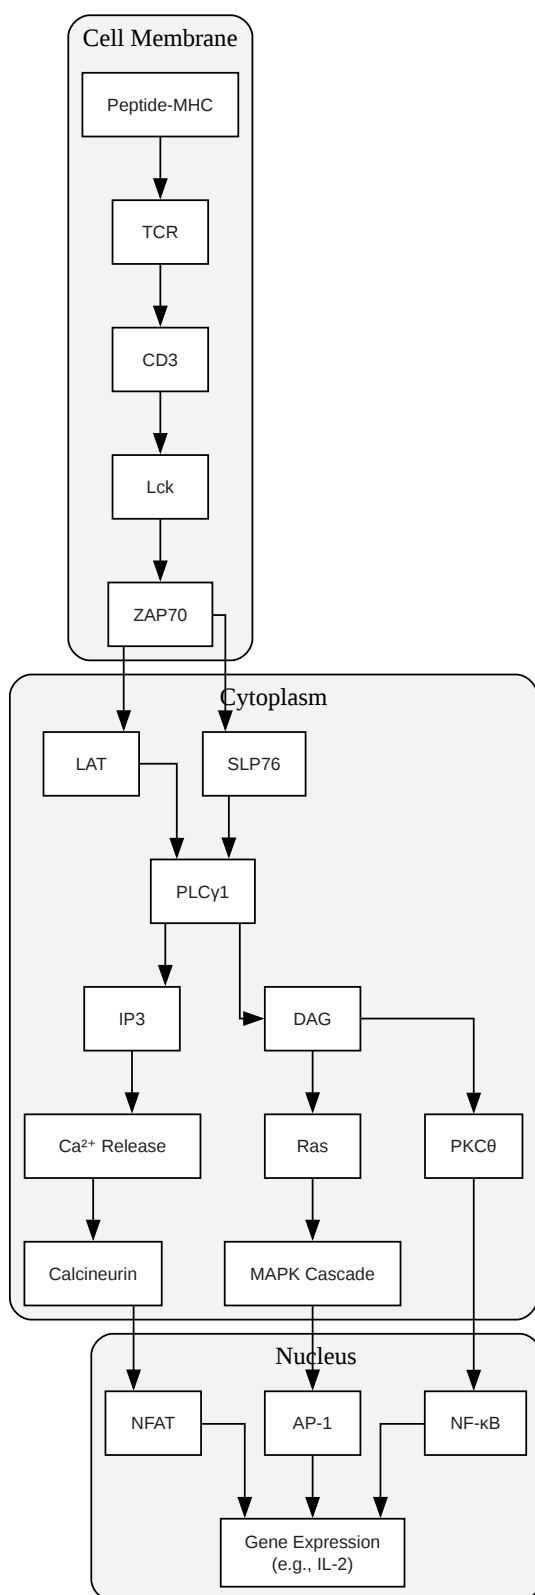 Cell Membrane
Peptide-MHC
TCR
CD3
Lck
ZAP70
Cytoplasm
LAT
SLP76
PLCγ1
IP3
DAG
Ca²⁺ Release
Ras
PKCθ
Calcineurin
MAPK Cascade
Nucleus
NFAT
AP-1
NF-κB
Gene Expression
(e.g., IL-2)